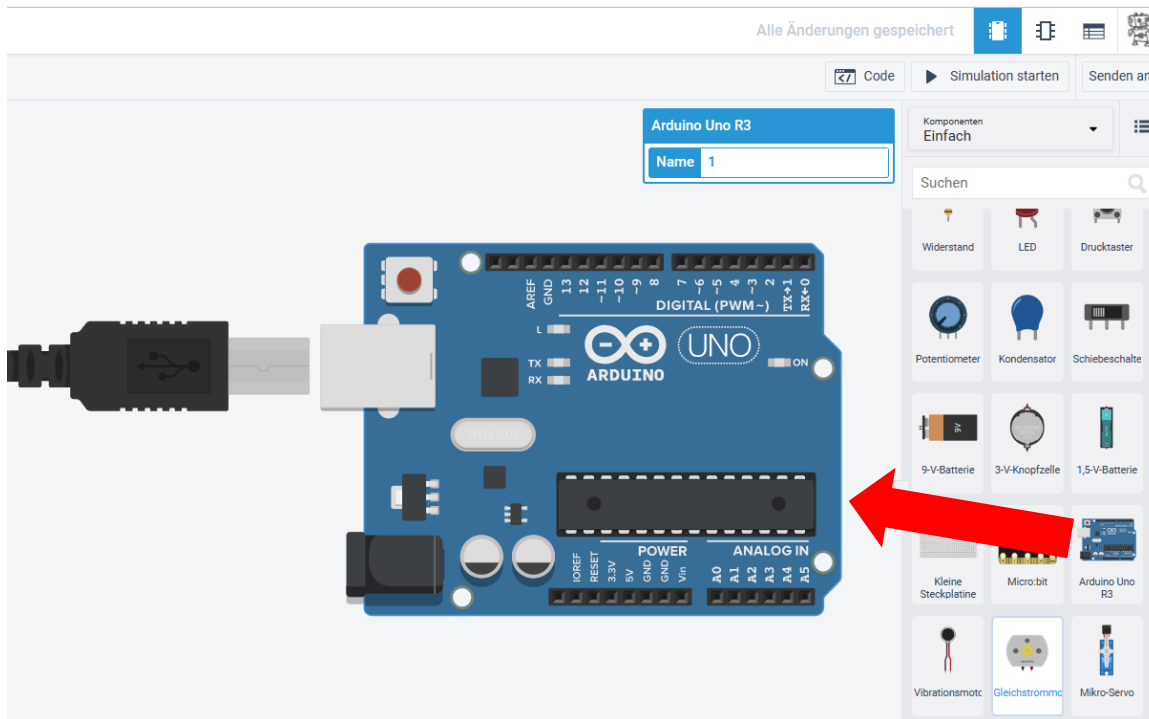 Alle Änderungen gespeichert
Code
Simulation starten
Senden an
Arduino Uno R3
Name 1
Komponenten
Einfach
Suchen
Widerstand
LED
Drucktaster
Potentiometer
Kondensator
Schiebeschalte
9V
9-V-Batterie
3-V-Knopfzelle
1,5-V-Batterie
Kleine
Steckplatine
Micro:bit
Arduino Uno
R3
Vibrationsmotc
Gleichstrommo
Mikro-Servo
AREF
GND
13
12
~11
~10
~9
8
7
~6
~5
4
~3
2
TX→1
RX←0
DIGITAL (PWM~)
L
TX
RX
ARDUINO
UNO
ON
IOREF
RESET
3.3V
5V
GND
GND
Vin
POWER
ANALOG IN
A0
A1
A2
A3
A4
A5